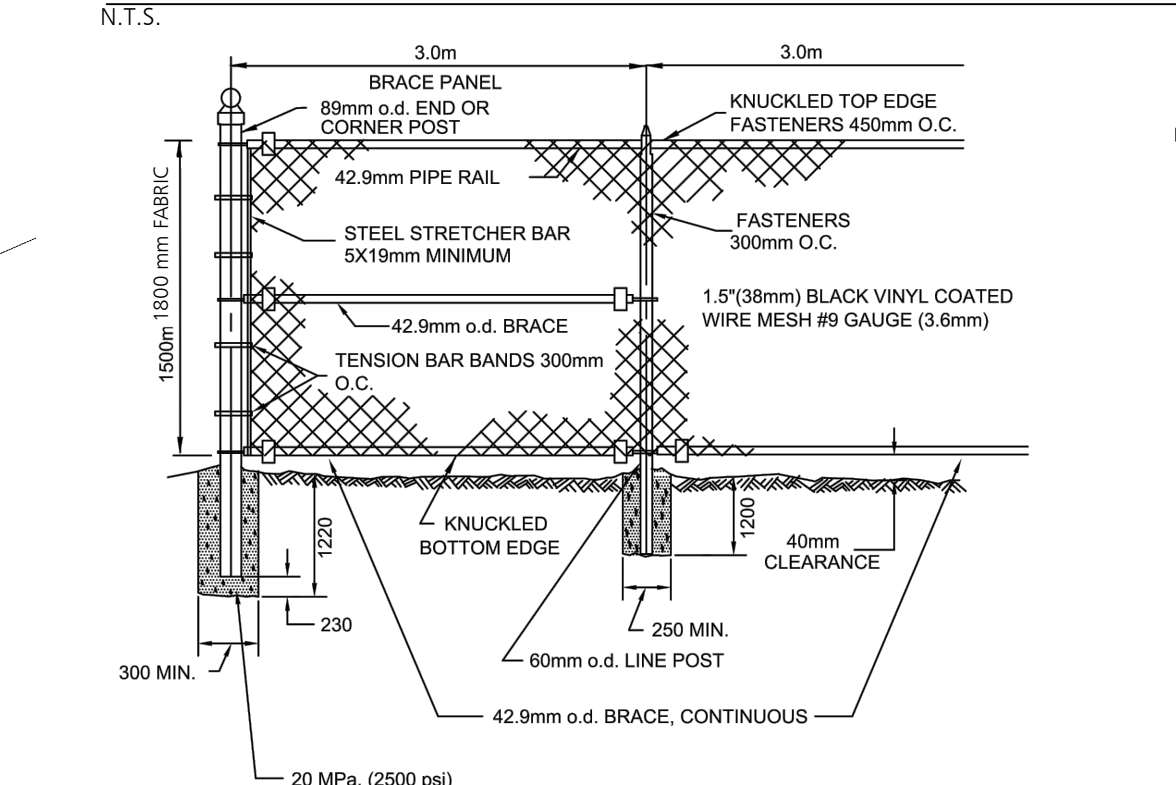 N.T.S.
3.0m
3.0m
BRACE PANEL
89mm o.d. END OR
CORNER POST
KNUCKLED TOP EDGE
FASTENERS 450mm O.C.
42.9mm PIPE RAIL
1500m 1800 mm FABRIC
STEEL STRETCHER BAR
5X19mm MINIMUM
FASTENERS
300mm O.C.
1.5"(38mm) BLACK VINYL COATED
WIRE MESH #9 GAUGE (3.6mm)
42.9mm o.d. BRACE
TENSION BAR BANDS 300mm
O.C.
KNUCKLED
BOTTOM EDGE
1220
1200
40mm
CLEARANCE
230
250 MIN.
300 MIN.
60mm o.d. LINE POST
42.9mm o.d. BRACE, CONTINUOUS
20 MPa. (2500 psi)